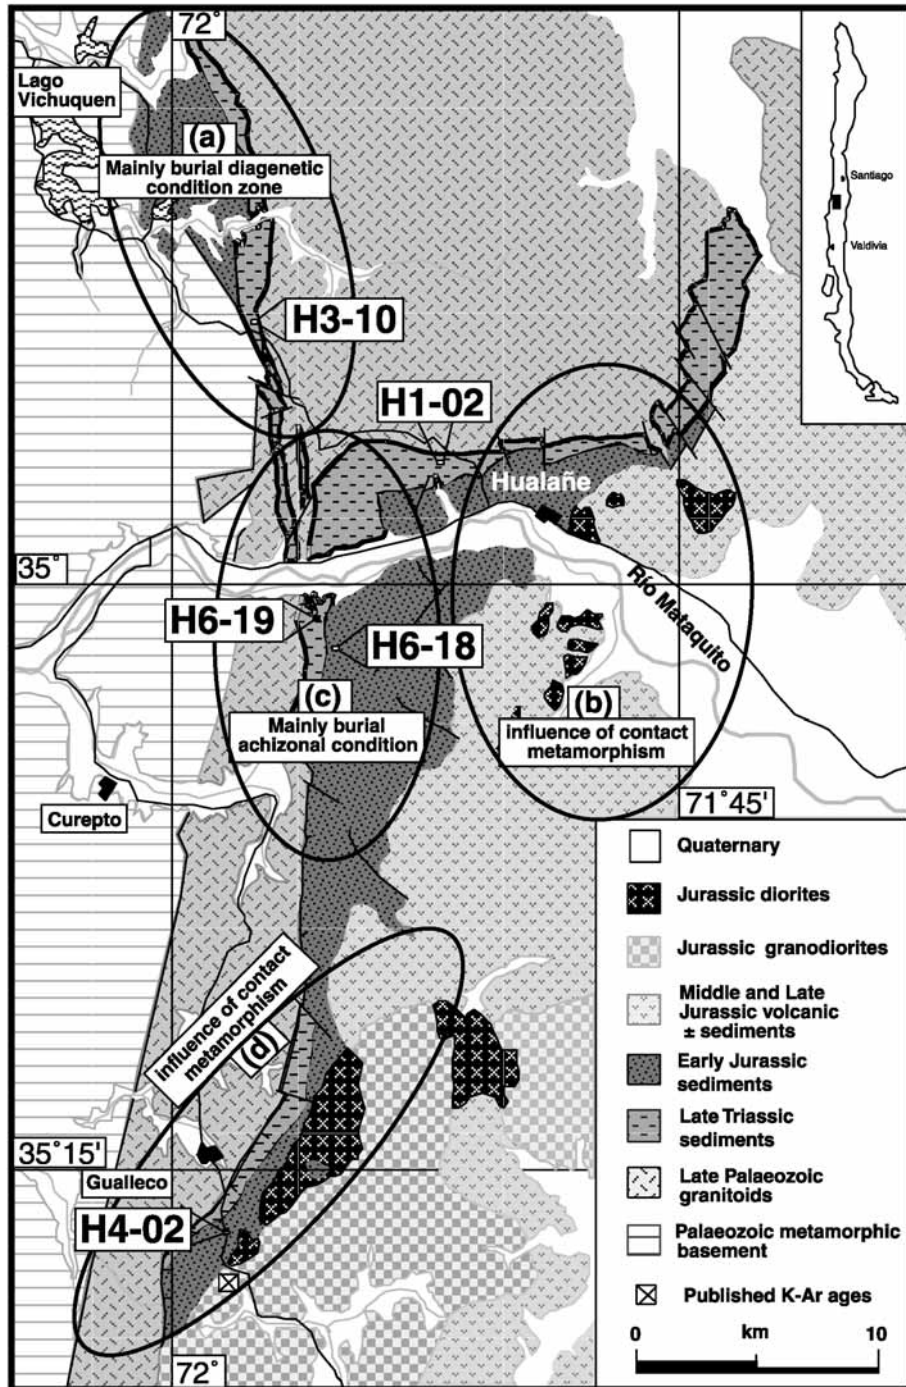 72°
Lago
Vichuquen
(a)
Mainly burial diagenetic
condition zone
Santiago
Valdivia
H3-10
H1-02
Hualañe
35°
Río Mataquito
H6-19
H6-18
(c)
Mainly burial
achizonal condition
(b)
influence of contact
metamorphism
Curepto
71°45'
Quaternary
Jurassic diorites
Jurassic granodiorites
Middle and Late
Jurassic volcanic
± sediments
Early Jurassic
sediments
Late Triassic
sediments
Late Palaeozoic
granitoids
Palaeozoic metamorphic
basement
Published K-Ar ages
0 km 10
influence of contact
metamorphism
(d)
35°15'
Gualleco
H4-02
72°